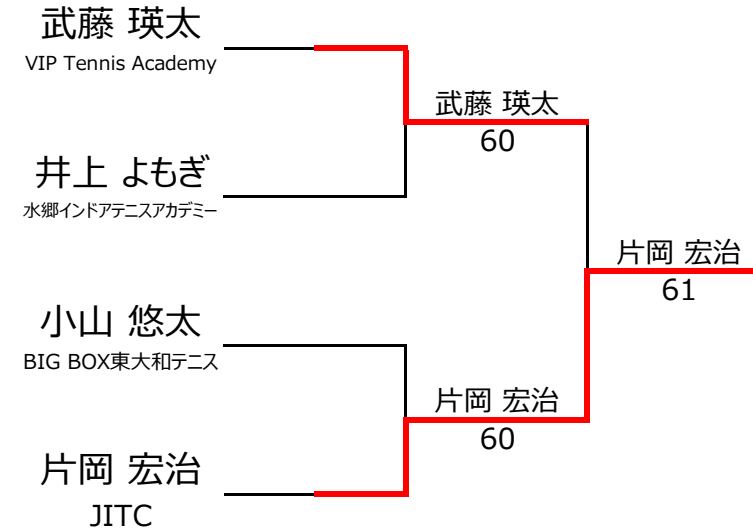 武藤 瑛太
VIP Tennis Academy
武藤 瑛太
60
井上 よもぎ
水郷インドアテニスアカデミー
片岡 宏治
61
小山 悠太
BIG BOX東大和テニス
片岡 宏治
60
片岡 宏治
JITC